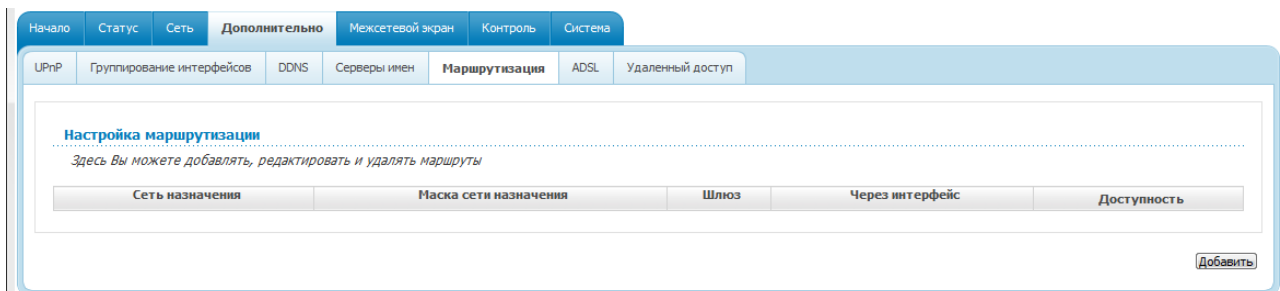 Начало Статус Сеть Дополнительно Межсетевой экран Контроль Система
UPnP Группирование интерфейсов DDNS Серверы имен Маршрутизация ADSL Удаленный доступ
Настройка маршрутизации
Здесь Вы можете добавлять, редактировать и удалять маршруты
Сеть назначения Маска сети назначения Шлюз Через интерфейс Доступность
Добавить